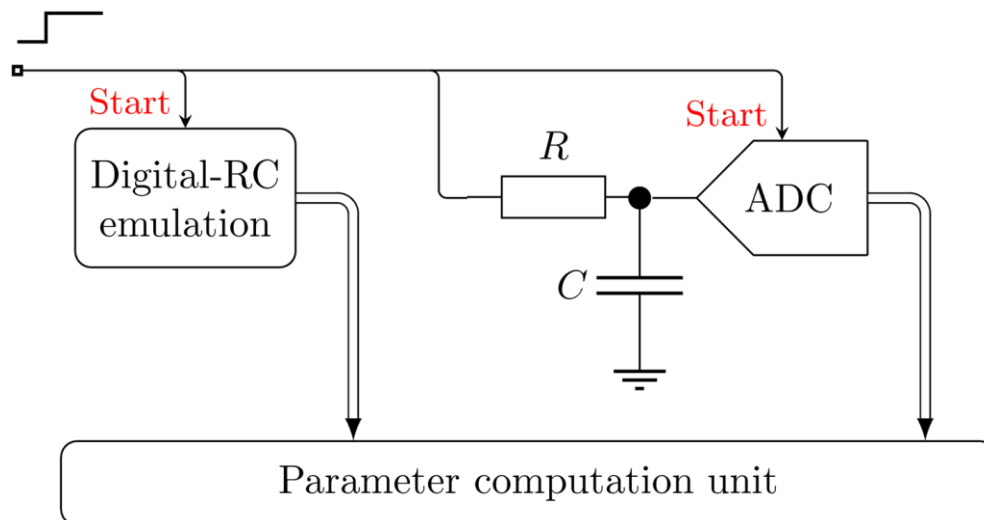 Start
Start
R
Digital-RC
emulation
ADC
C
Parameter computation unit